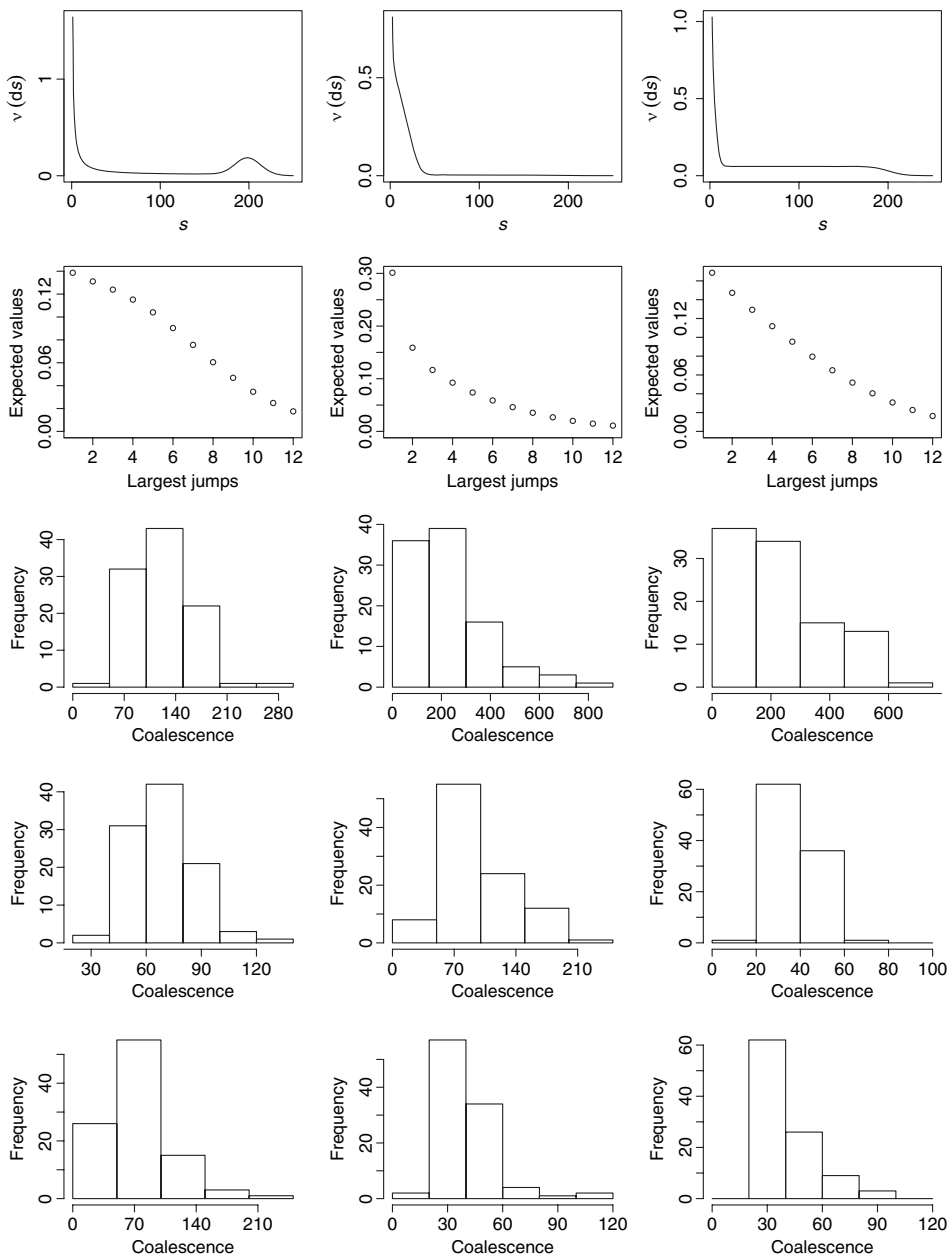 ν (ds)
1
0
0 100 200
s
ν (ds)
0.5
0.0
0 100 200
s
ν (ds)
1.0
0.5
0.0
0 100 200
s
Expected values
0.12
0.06
0.00
2 4 6 8 10 12
Largest jumps
Expected values
0.30
0.20
0.10
0.00
2 4 6 8 10 12
Largest jumps
Expected values
0.12
0.06
0.00
2 4 6 8 10 12
Largest jumps
Frequency
40
30
20
10
0
0 70 140 210 280
Coalescence
Frequency
40
30
20
10
0
0 200 400 600 800
Coalescence
Frequency
30
20
10
0
0 200 400 600
Coalescence
Frequency
40
30
20
10
0
30 60 90 120
Coalescence
Frequency
40
20
0
0 70 140 210
Coalescence
Frequency
60
40
20
0
0 20 40 60 80 100
Coalescence
Frequency
40
20
0
0 70 140 210
Coalescence
Frequency
40
20
0
0 30 60 90 120
Coalescence
Frequency
60
40
20
0
0 30 60 90 120
Coalescence